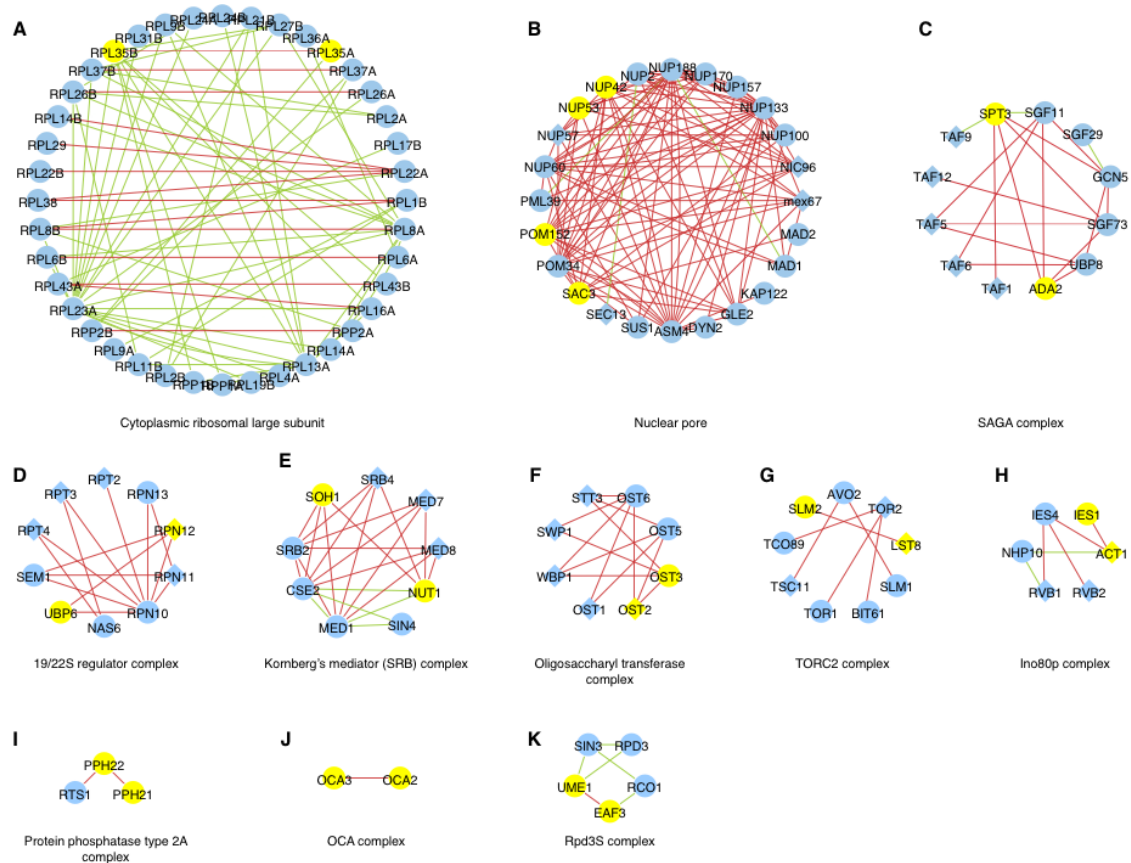 A
RPL24A
RPL24B
RPL21B
RPL9B
RPL27B
RPL31B
RPL36A
RPL35B
RPL35A
RPL37B
RPL37A
RPL26B
RPL26A
RPL14B
RPL2A
RPL29
RPL17B
RPL22B
RPL22A
RPL38
RPL1B
RPL8B
RPL8A
RPL6B
RPL6A
RPL43A
RPL43B
RPL23A
RPL16A
RPP2B
RPP2A
RPL9A
RPL14A
RPL11B
RPL13A
RPL2B
RPL4A
RPP1B
RPP1A
RPL19B
Cytoplasmic ribosomal large subunit
B
NUP188
NUP2
NUP170
NUP42
NUP157
NUP53
NUP133
NUP57
NUP100
NUP60
NIC96
PML39
mex67
POM152
MAD2
POM34
MAD1
SAC3
KAP122
SEC13
GLE2
SUS1
DYN2
ASM4
Nuclear pore
C
SPT3
SGF11
TAF9
SGF29
TAF12
GCN5
TAF5
SGF73
TAF6
UBP8
TAF1
ADA2
SAGA complex
D
RPT2
RPT3
RPN13
RPT4
RPN12
SEM1
RPN11
UBP6
RPN10
NAS6
19/22S regulator complex
E
SRB4
SOH1
MED7
SRB2
MED8
CSE2
NUT1
MED1
SIN4
Kornberg's mediator (SRB) complex
F
STT3
OST6
SWP1
OST5
WBP1
OST3
OST1
OST2
Oligosaccharyl transferase
complex
G
AVO2
SLM2
TOR2
TCO89
LST8
TSC11
SLM1
TOR1
BIT61
TORC2 complex
H
IES4
IES1
NHP10
ACT1
RVB1
RVB2
Ino80p complex
I
PPH22
RTS1
PPH21
Protein phosphatase type 2A
complex
J
OCA3
OCA2
OCA complex
K
SIN3
RPD3
UME1
RCO1
EAF3
Rpd3S complex